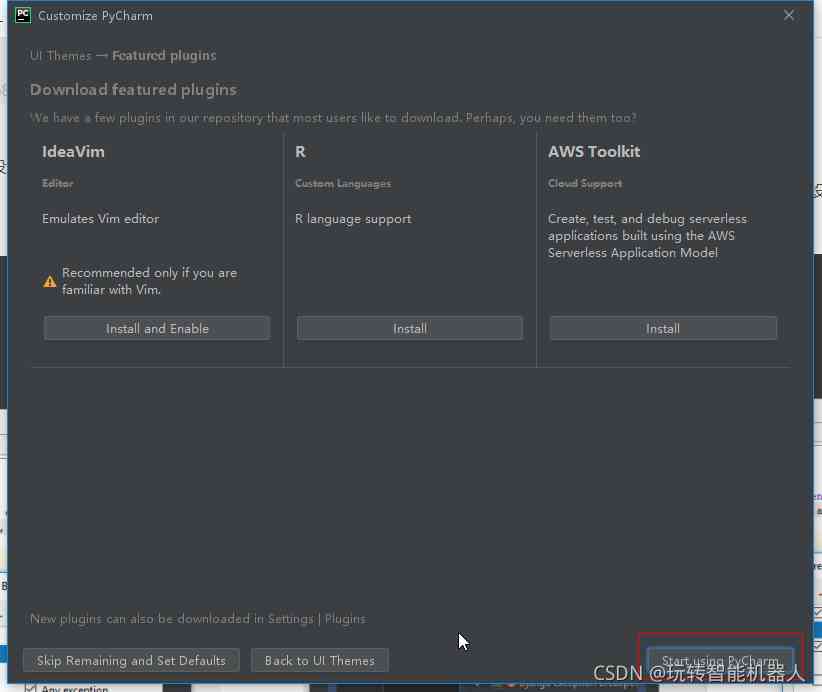 PC Customize PyCharm
UI Themes → Featured plugins
Download featured plugins
We have a few plugins in our repository that most users like to download. Perhaps, you need them too?
IdeaVim
Editor
Emulates Vim editor
Recommended only if you are
familiar with Vim.
Install and Enable
R
Custom Languages
R language support
Install
AWS Toolkit
Cloud Support
Create, test, and debug serverless
applications built using the AWS
Serverless Application Model
Install
New plugins can also be downloaded in Settings | Plugins
Skip Remaining and Set Defaults
Back to UI Themes
Start using PyCharm
CSDN @玩转智能机器人
Any exception